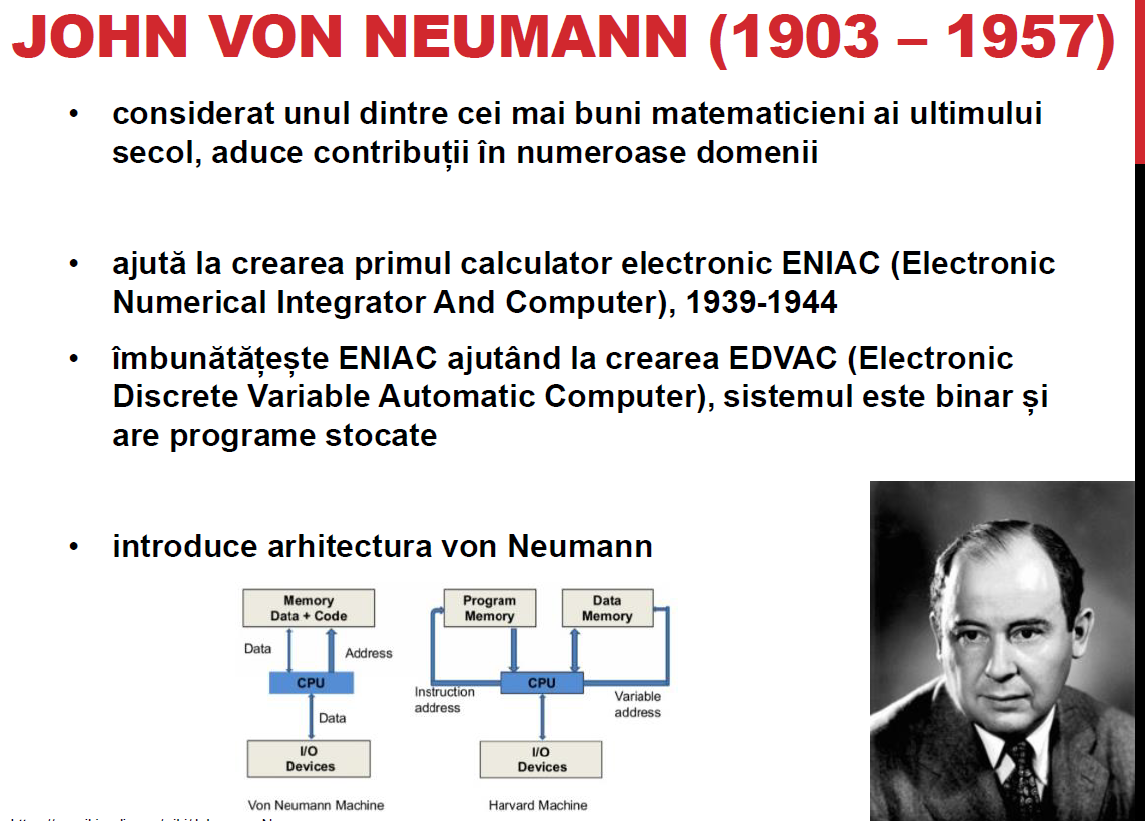 JOHN VON NEUMANN (1903 – 1957)
• considerat unul dintre cei mai buni matematicieni ai ultimului
secol, aduce contribuții în numeroase domenii
• ajută la crearea primul calculator electronic ENIAC (Electronic
Numerical Integrator And Computer), 1939-1944
• îmbunătățește ENIAC ajutând la crearea EDVAC (Electronic
Discrete Variable Automatic Computer), sistemul este binar și
are programe stocate
• introduce arhitectura von Neumann
Memory
Data + Code
Data
Address
CPU
Data
I/O
Devices
Von Neumann Machine
Program
Memory
Data
Memory
CPU
Instruction
address
Variable
address
I/O
Devices
Harvard Machine